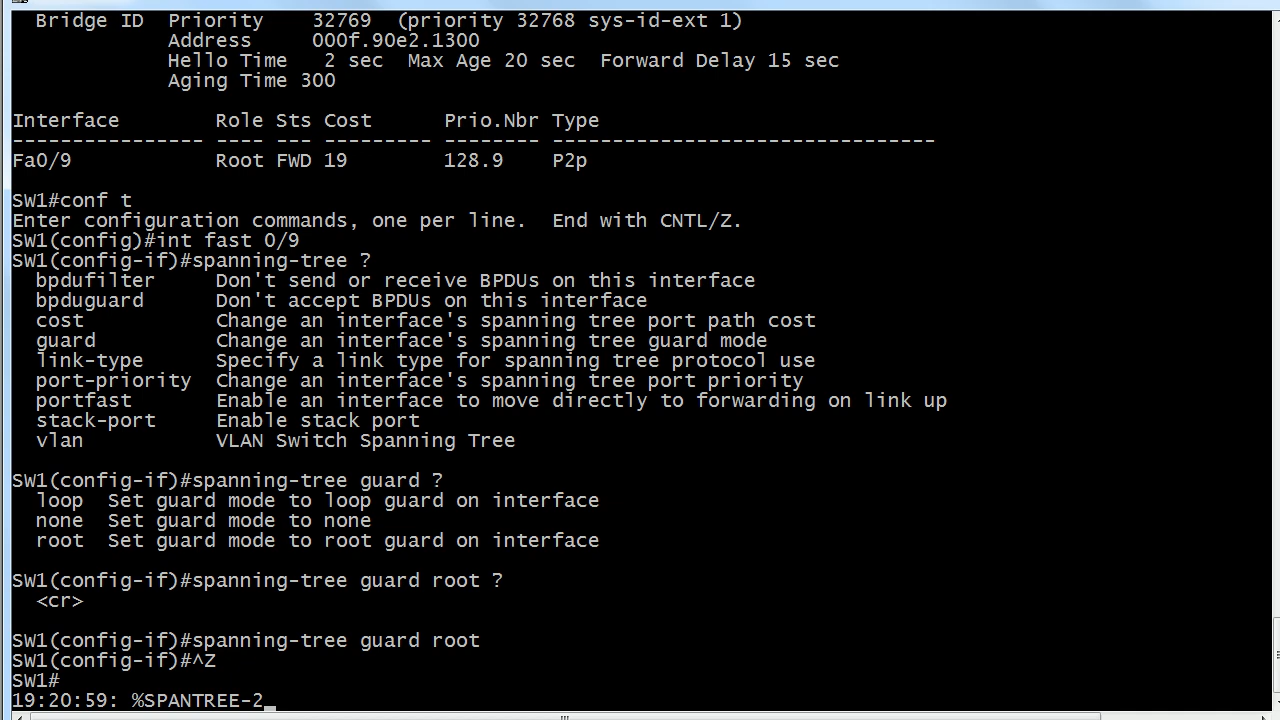 Bridge ID  Priority    32769  (priority 32768 sys-id-ext 1)
Address     000f.90e2.1300
Hello Time   2 sec  Max Age 20 sec  Forward Delay 15 sec
Aging Time 300
Interface        Role Sts Cost      Prio.Nbr Type
---------------- ---- --- --------- -------- --------------------------------
Fa0/9            Root FWD 19        128.9    P2p
SW1#conf t
Enter configuration commands, one per line.  End with CNTL/Z.
SW1(config)#int fast 0/9
SW1(config-if)#spanning-tree ?
bpdufilter     Don't send or receive BPDUs on this interface
bpduguard      Don't accept BPDUs on this interface
cost           Change an interface's spanning tree port path cost
guard          Change an interface's spanning tree guard mode
link-type      Specify a link type for spanning tree protocol use
port-priority  Change an interface's spanning tree port priority
portfast       Enable an interface to move directly to forwarding on link up
stack-port     Enable stack port
vlan           VLAN Switch Spanning Tree
SW1(config-if)#spanning-tree guard ?
loop  Set guard mode to loop guard on interface
none  Set guard mode to none
root  Set guard mode to root guard on interface
SW1(config-if)#spanning-tree guard root ?
<cr>
SW1(config-if)#spanning-tree guard root
SW1(config-if)#^Z
SW1#
19:20:59: %SPANTREE-2